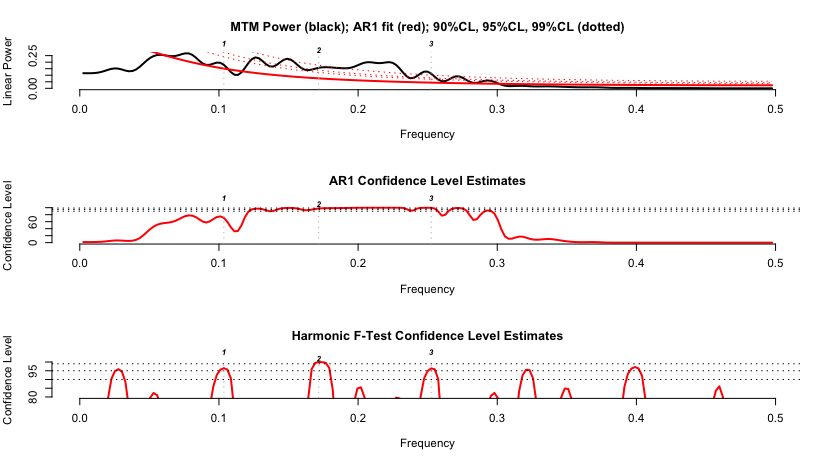 MTM Power (black); AR1 fit (red); 90%CL, 95%CL, 99%CL (dotted)
Linear Power
0.25
0.00
1 2 3
0.0 0.1 0.2 0.3 0.4 0.5
Frequency
AR1 Confidence Level Estimates
Confidence Level
60
0
1 2 3
0.0 0.1 0.2 0.3 0.4 0.5
Frequency
Harmonic F-Test Confidence Level Estimates
Confidence Level
95
80
1 2 3
0.0 0.1 0.2 0.3 0.4 0.5
Frequency